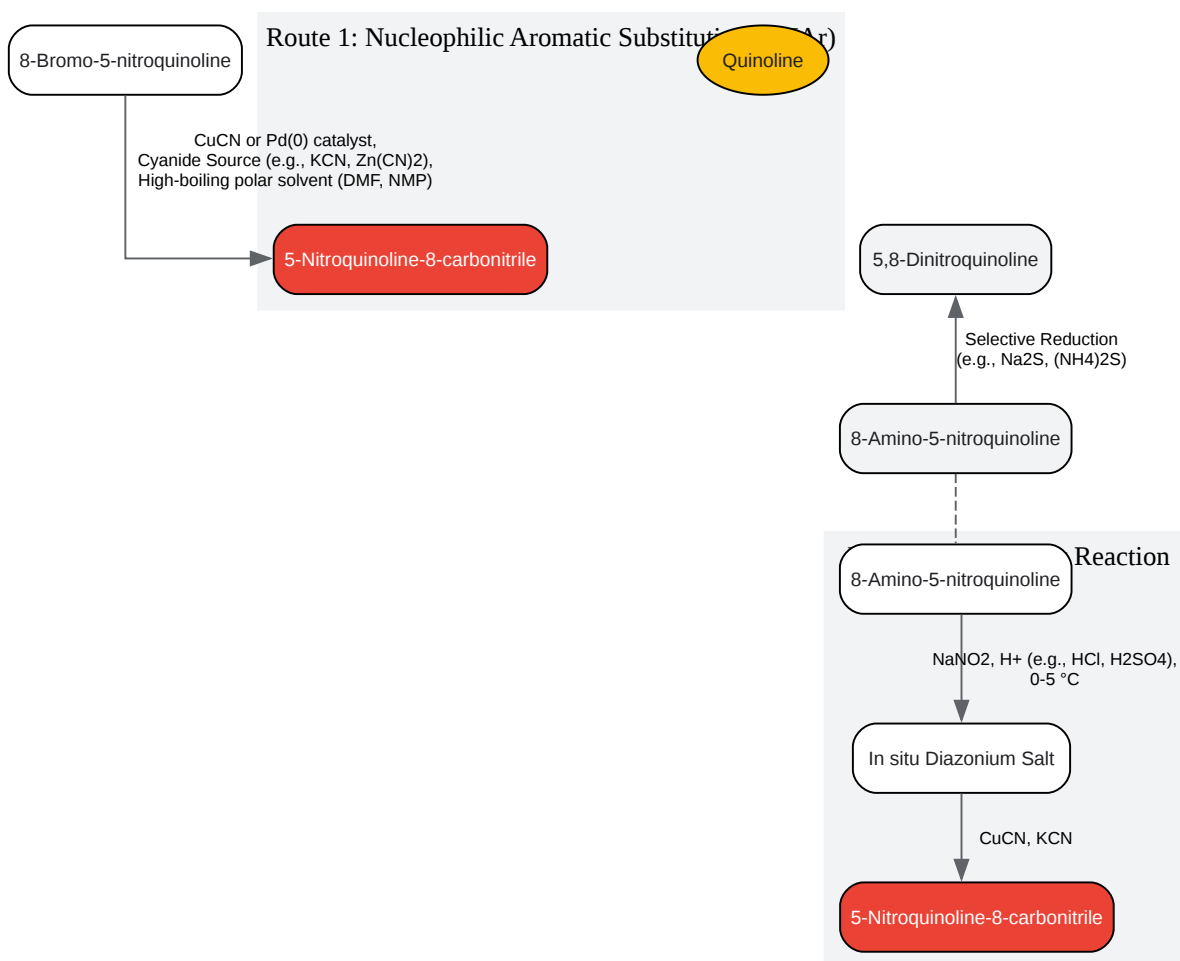 8-Bromo-5-nitroquinoline
Route 1: Nucleophilic Aromatic
Quinoline
CuCN or Pd(0) catalyst,
Cyanide Source (e.g., KCN, Zn(CN)2),
High-boiling polar solvent (DMF, NMP)
5-Nitroquinoline-8-carbonitrile
5,8-Dinitroquinoline
Selective Reduction
(e.g., Na2S, (NH4)2S)
8-Amino-5-nitroquinoline
Reaction
8-Amino-5-nitroquinoline
NaNO2, H+ (e.g., HCl, H2SO4),
0-5 °C
In situ Diazonium Salt
CuCN, KCN
5-Nitroquinoline-8-carbonitrile